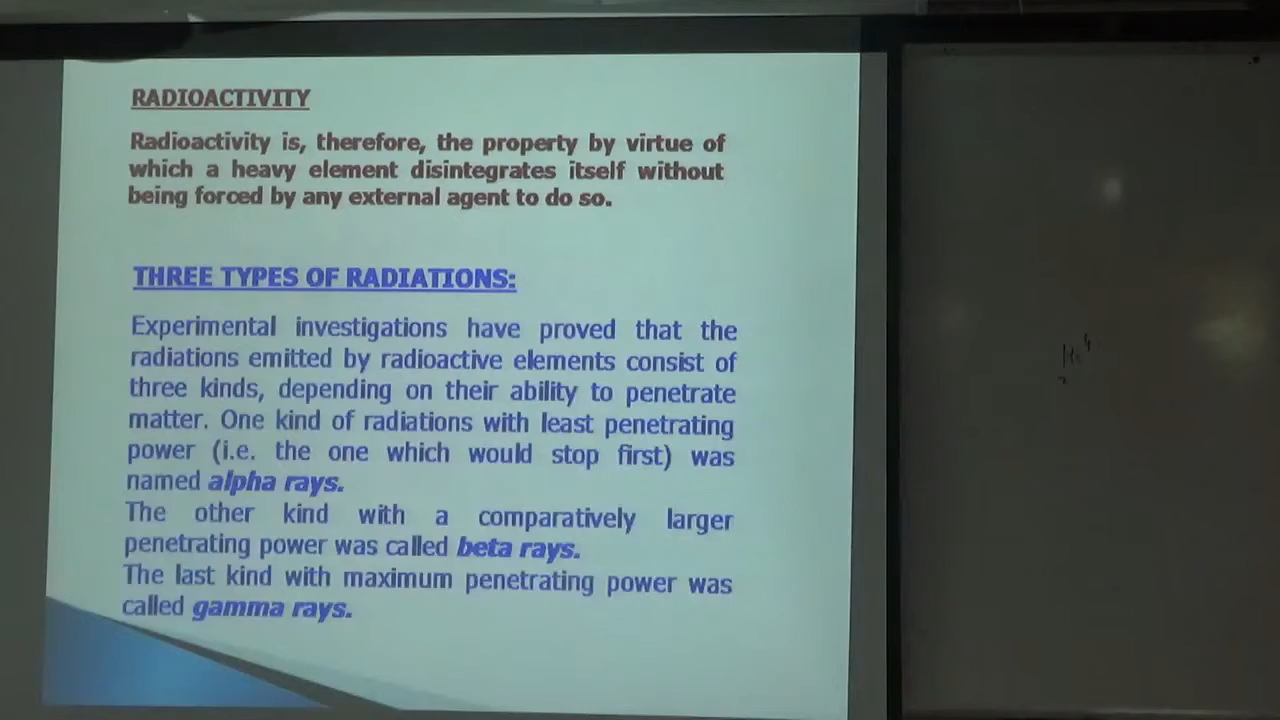 RADIOACTIVITY
Radioactivity is, therefore, the property by virtue of
which a heavy element disintegrates itself without
being forced by any external agent to do so.
THREE TYPES OF RADIATIONS:
Experimental investigations have proved that the
radiations emitted by radioactive elements consist of
three kinds, depending on their ability to penetrate
matter. One kind of radiations with least penetrating
power (i.e. the one which would stop first) was
named alpha rays.
The other kind with a comparatively larger
penetrating power was called beta rays.
The last kind with maximum penetrating power was
called gamma rays.